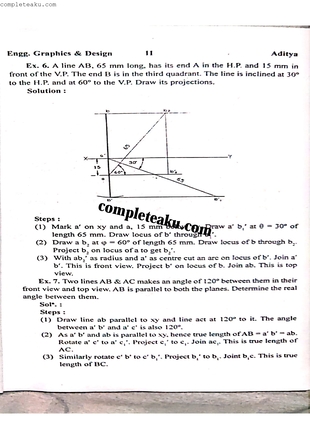 completeaku.com
Engg. Graphics & Design 11 Aditya
Ex. 6. A line AB, 65 mm long, has its end A in the H.P. and 15 mm in
front of the V.P. The end B is in the third quadrant. The line is inclined at 30°
to the H.P. and at 60° to the V.P. Draw its projections.
Solution :
X
Y
15
15
30°
60°
completeaku.com
Steps :
(1) Mark a' on xy and a, 15 mm aw a' b₁' at θ = 30° of
length 65 mm. Draw locus of b' through
(2) Draw a b₂ at φ = 60° of length 65 mm. Draw locus of b through b₂.
Project b₂ on locus of a to get b₂'.
(3) With ab₂' as radius and a' as centre cut an arc on locus of b'. Join a'
b'. This is front view. Project b' on locus of b. Join ab. This is top
view.
Ex. 7. Two lines AB & AC makes an angle of 120° between them in their
front view and top view. AB is parallel to both the planes. Determine the real
angle between them.
Solⁿ. :
Steps :
(1) Draw line ab parallel to xy and line act at 120° to it. The angle
between a' b' and a' c' is also 120°.
(2) As a' b' and ab is parallel to xy, hence true length of AB = a' b' = ab.
Rotate a' c' to a' c₁'. Project c₁' to c₁. Join ac₁. This is true length of
AC.
(3) Similarly rotate c' b' to c' b₁'. Project b₁' to b₁. Joint b₁c. This is true
length of BC.